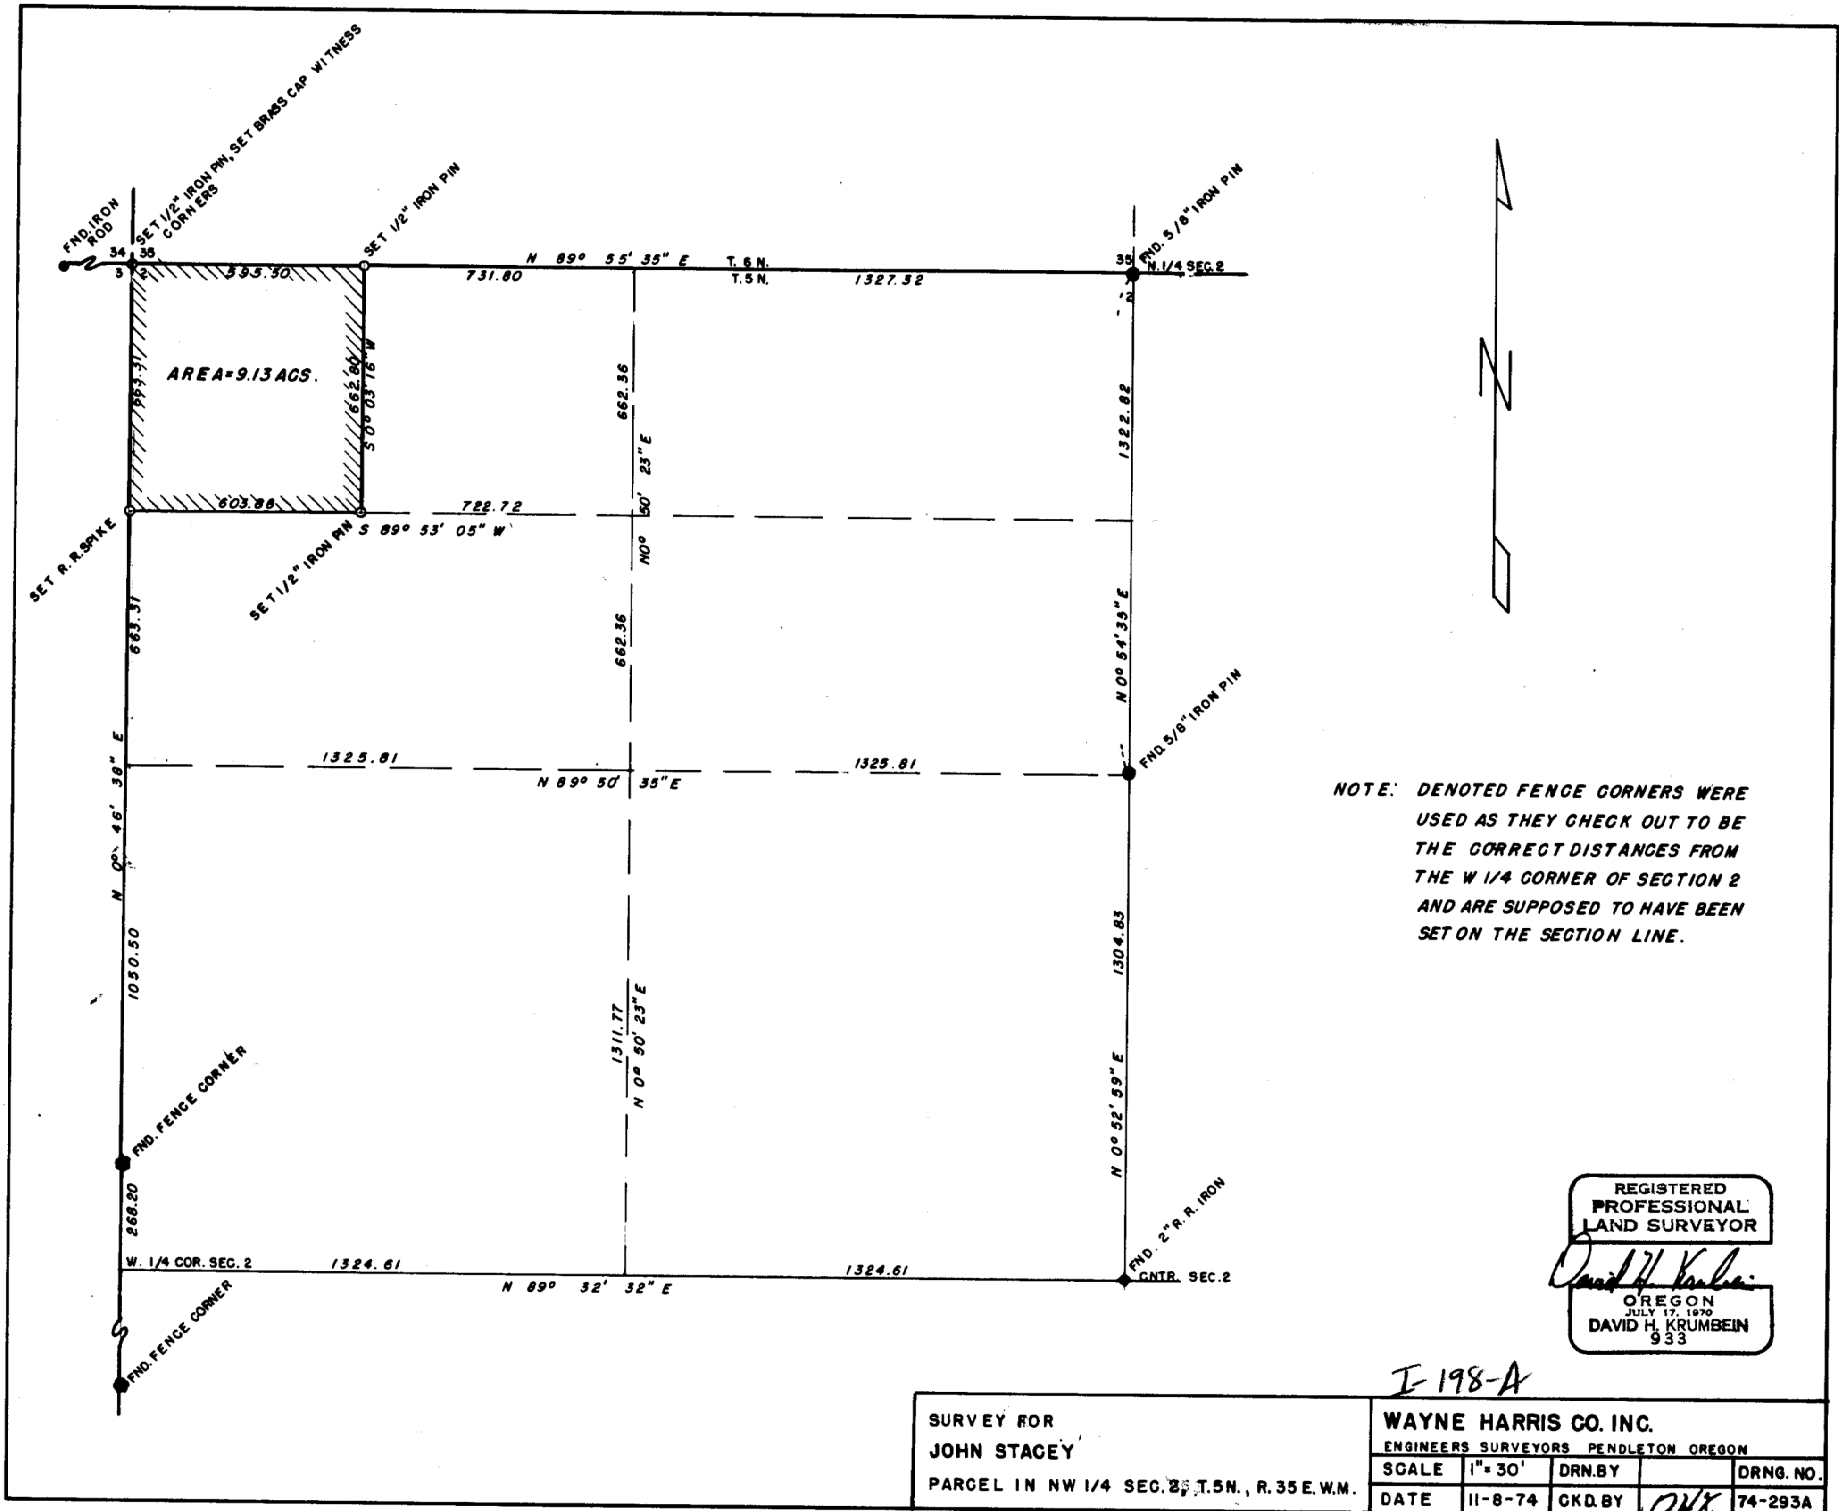 FND. IRON
ROD
SET 1/2" IRON PIN, SET BRASS CAP WITNESS
CORNERS
SET 1/2" IRON PIN
FND. 5/8" IRON PIN
34 35
3 2
595.50
731.80
N 89° 55' 35" E
T. 6 N.
T. 5 N.
1327.32
35
N. 1/4 SEC. 2
2
AREA=9.13 ACS.
662.80
S 0° 03' 16" W
662.36
N0° 50' 23" E
1322.82
603.86
722.72
S 89° 53' 05" W
SET R.R. SPIKE
SET 1/2" IRON PIN
663.31
662.36
N 0° 54' 35" E
FND. 5/8" IRON PIN
1325.81
1325.81
N 89° 50' 35" E
N 0° 46' 38" E
1050.50
1311.77
N 0° 50' 23" E
1304.83
N 0° 52' 59" E
NOTE: DENOTED FENCE CORNERS WERE
USED AS THEY CHECK OUT TO BE
THE CORRECT DISTANCES FROM
THE W 1/4 CORNER OF SECTION 2
AND ARE SUPPOSED TO HAVE BEEN
SET ON THE SECTION LINE.
N
FND. FENCE CORNER
268.20
W. 1/4 COR. SEC. 2
1324.61
1324.61
N 89° 32' 32" E
FND. 2" R.R. IRON
CNTR. SEC. 2
FND. FENCE CORNER
REGISTERED
PROFESSIONAL
LAND SURVEYOR
David H. Krumbein
OREGON
JULY 17, 1970
DAVID H. KRUMBEIN
933
I-198-A
SURVEY FOR
JOHN STACEY
PARCEL IN NW 1/4 SEC. 2, T.5N., R. 35 E. W.M.
WAYNE HARRIS CO. INC.
ENGINEERS SURVEYORS PENDLETON OREGON
SCALE 1"=30' DRN. BY DRNG. NO.
DATE 11-8-74 CKD. BY DHK 74-293A